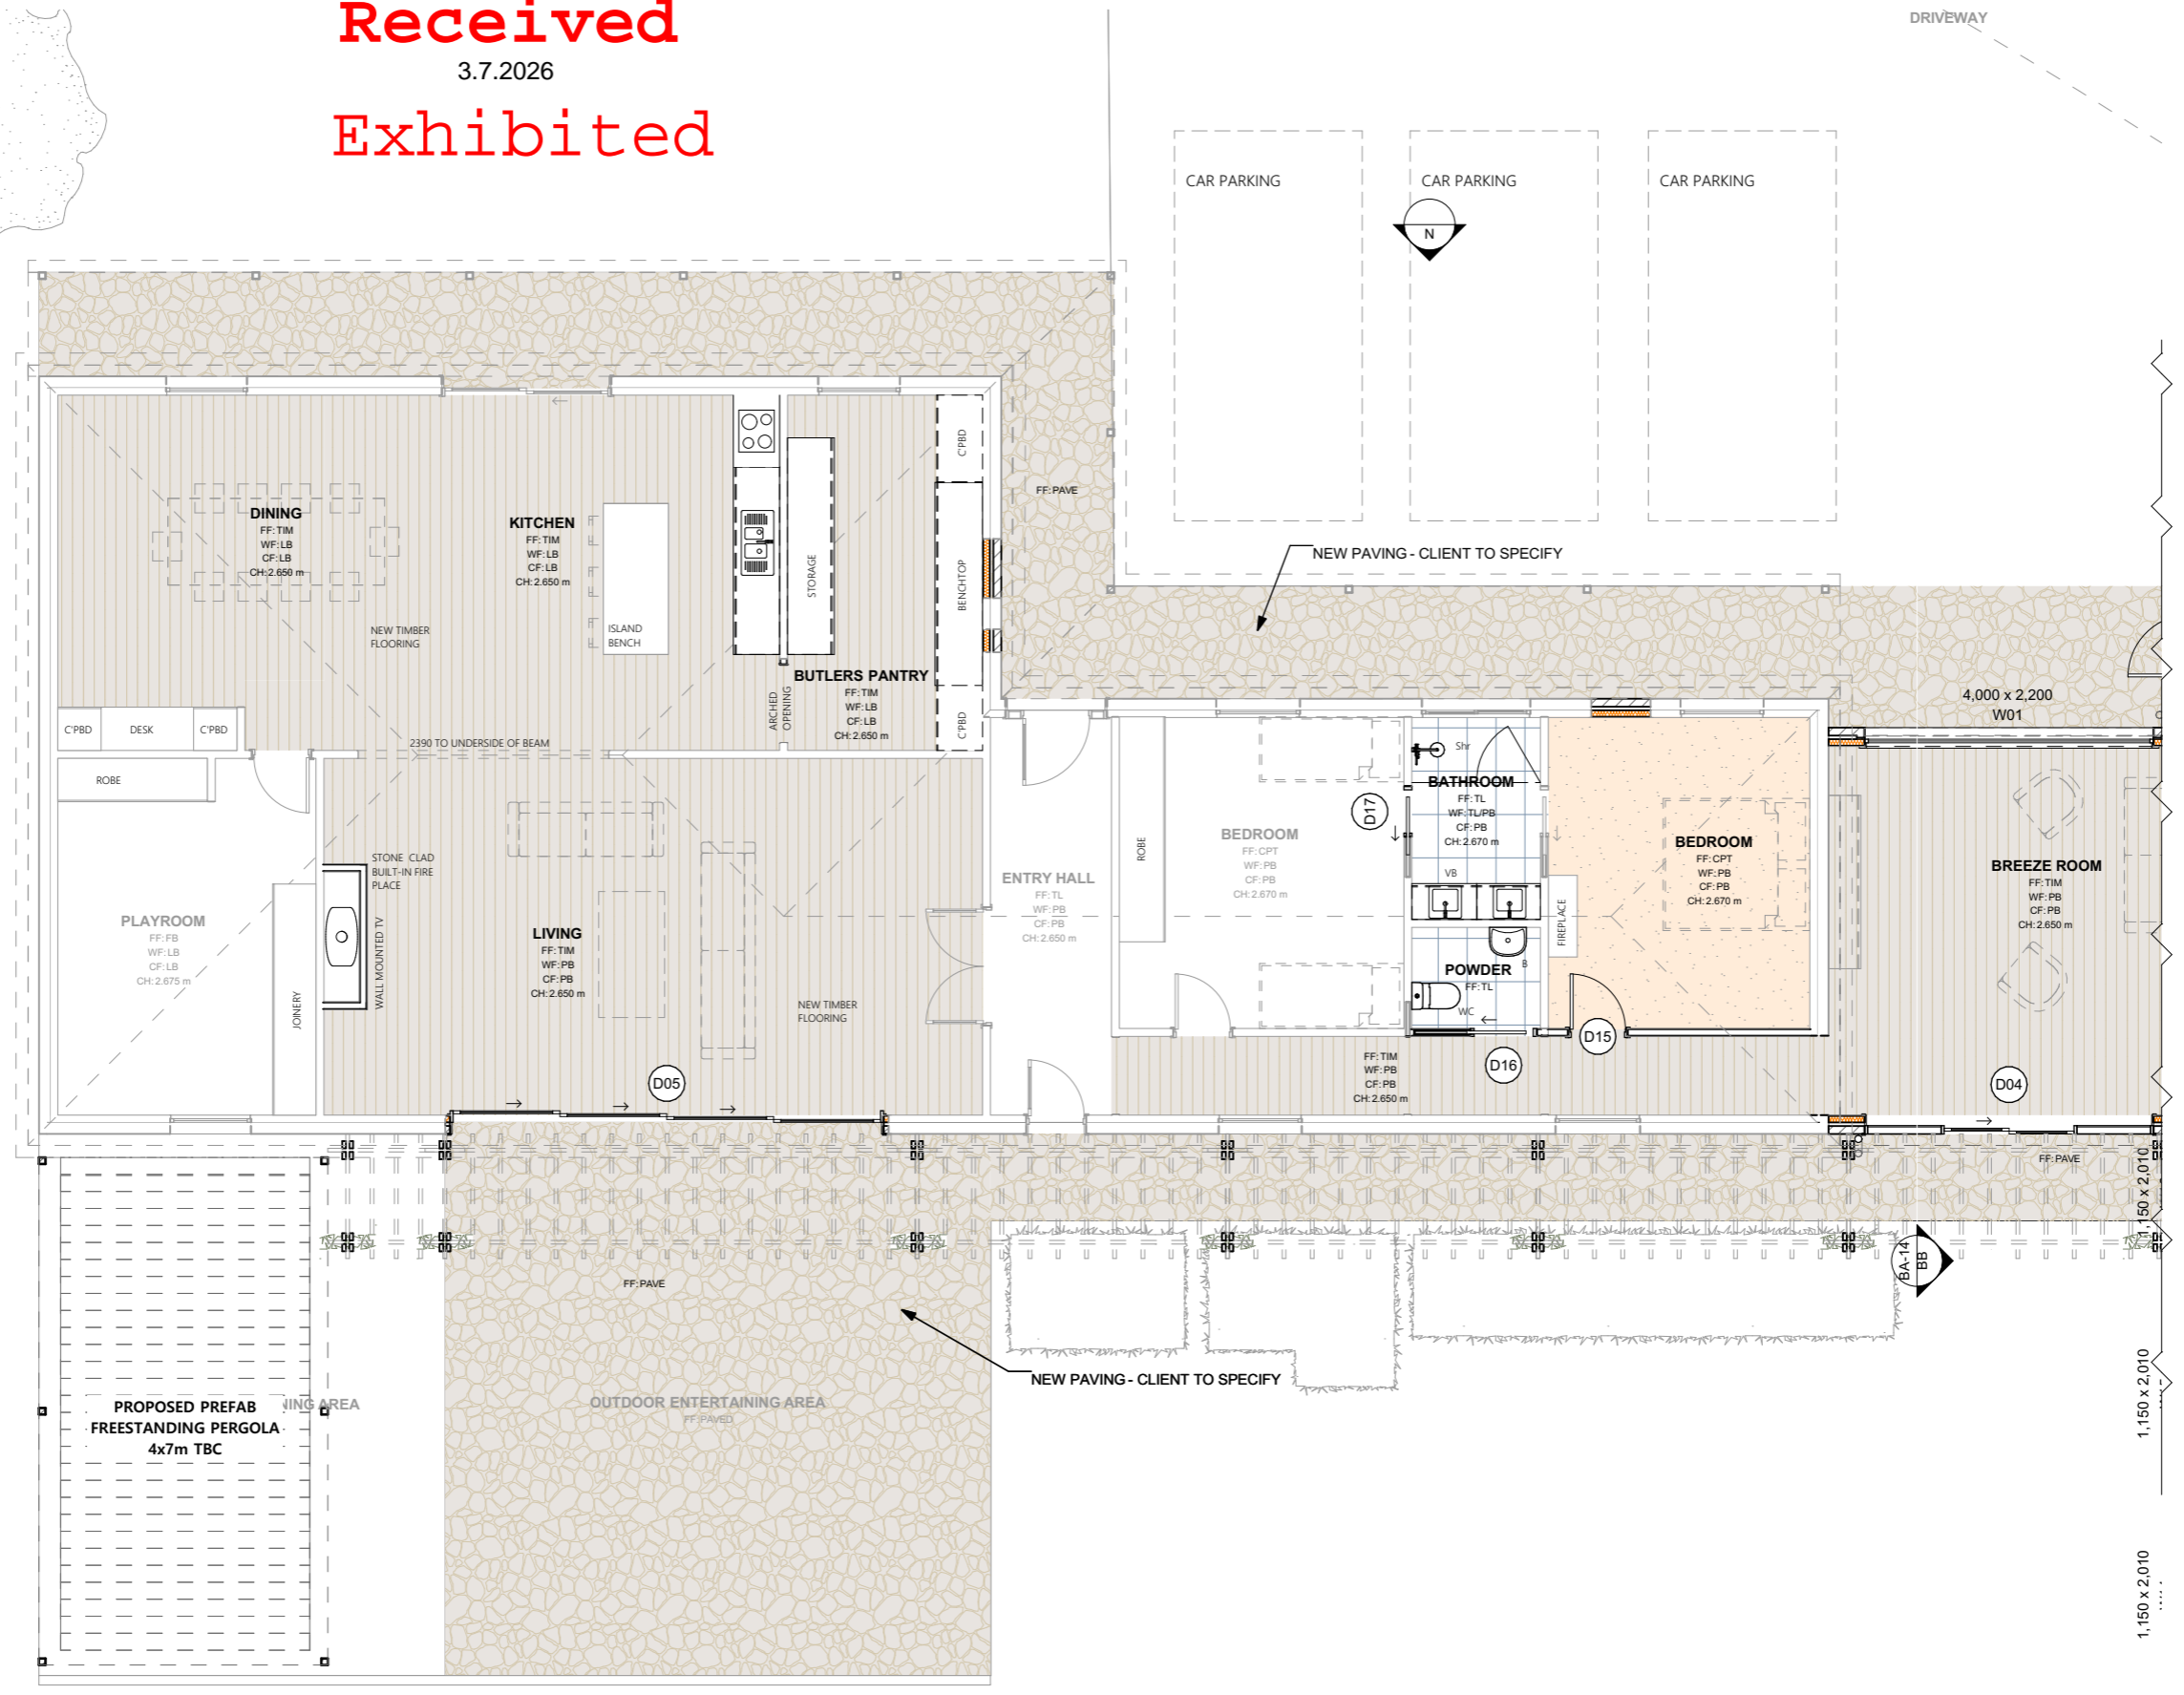 Received
3.7.2026
Exhibited
DRIVEWAY
CAR PARKING
CAR PARKING
CAR PARKING
N
FF: PAVE
NEW PAVING - CLIENT TO SPECIFY
DINING
FF: TIM
WF: LB
CF: LB
CH: 2.650 m
KITCHEN
FF: TIM
WF: LB
CF: LB
CH: 2.650 m
NEW TIMBER
FLOORING
ISLAND
BENCH
STORAGE
C'PBD
BENCHTOP
C'PBD
BUTLERS PANTRY
FF: TIM
WF: LB
CF: LB
CH: 2.650 m
ARCHED
OPENING
C'PBD
DESK
C'PBD
2390 TO UNDERSIDE OF BEAM
ROBE
PLAYROOM
FF: FB
WF: LB
CF: LB
CH: 2.675 m
JOINERY
STONE CLAD
BUILT-IN FIRE
PLACE
WALL MOUNTED TV
LIVING
FF: TIM
WF: PB
CF: PB
CH: 2.650 m
NEW TIMBER
FLOORING
D05
ENTRY HALL
FF: TL
WF: PB
CF: PB
CH: 2.650 m
ROBE
BEDROOM
FF: CPT
WF: PB
CF: PB
CH: 2.670 m
D17
Shr
BATHROOM
FF: TL
WF: TL/PB
CF: PB
CH: 2.670 m
VB
POWDER
FF: TL
B
WC
FIREPLACE
BEDROOM
FF: CPT
WF: PB
CF: PB
CH: 2.670 m
D15
D16
FF: TIM
WF: PB
CF: PB
CH: 2.650 m
4,000 x 2,200
W01
BREEZE ROOM
FF: TIM
WF: PB
CF: PB
CH: 2.650 m
D04
FF: PAVE
1,150 x 2,010
BA-14
BB
1,150 x 2,010
1,150 x 2,010
FF: PAVE
NEW PAVING - CLIENT TO SPECIFY
OUTDOOR ENTERTAINING AREA
FF: PAVED
PROPOSED PREFAB
FREESTANDING PERGOLA
4x7m TBC
NING AREA